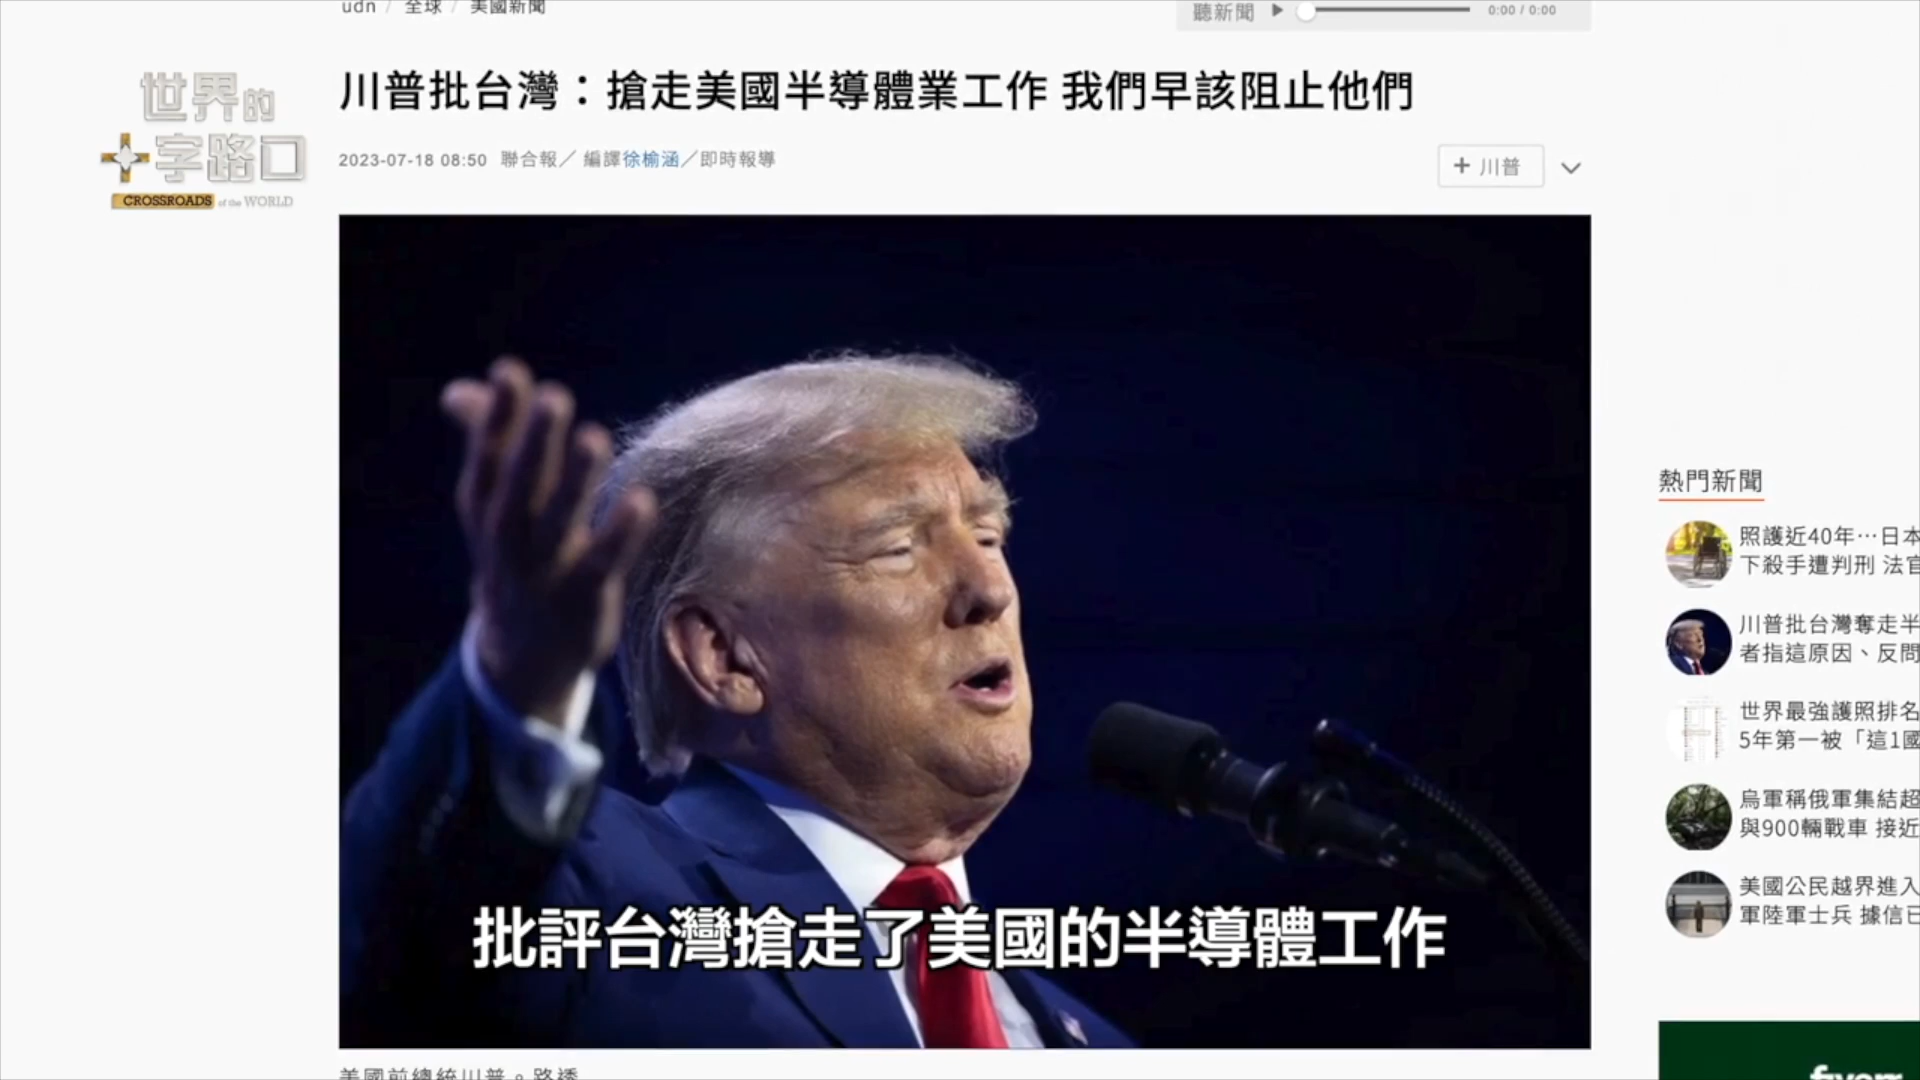 udn / 全球 / 美國新聞
聽新聞
0:00 / 0:00
世界的
十字路口
CROSSROADS of the WORLD
川普批台灣：搶走美國半導體業工作 我們早該阻止他們
2023-07-18 08:50 聯合報／ 編譯徐榆涵／即時報導
+ 川普
熱門新聞
照護近40年…日本
下殺手遭判刑 法官
川普批台灣奪走半
者指這原因、反問
世界最強護照排名
5年第一被「這1國
烏軍稱俄軍集結超
與900輛戰車 接近
美國公民越界進入
軍陸軍士兵 據信已
批評台灣搶走了美國的半導體工作
美國前總統川普。路透
fiverr